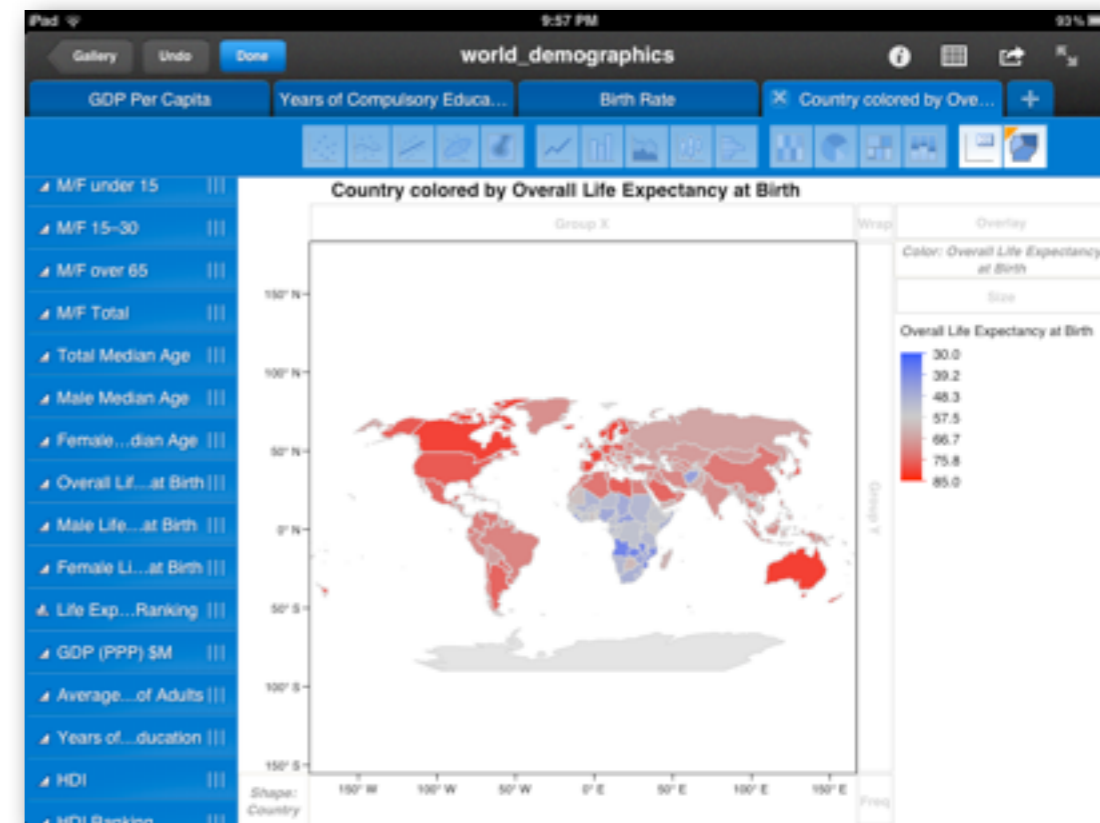 iPad 9:57 PM 93%
Gallery Undo Done world_demographics
GDP Per Capita Years of Compulsory Educa... Birth Rate Country colored by Ove... +
M/F under 15
M/F 15–30
M/F over 65
M/F Total
Total Median Age
Male Median Age
Female...dian Age
Overall Lif...at Birth
Male Life...at Birth
Female Li...at Birth
Life Exp...Ranking
GDP (PPP) $M
Average...of Adults
Years of...ducation
HDI
HDI Ranking
Country colored by Overall Life Expectancy at Birth
Group X Wrap Overlay
Color: Overall Life Expectancy
at Birth
Size
Overall Life Expectancy at Birth
30.0
39.2
48.3
57.5
66.7
75.8
85.0
150° N
100° N
50° N
0° N
50° S
100° S
150° S
Group Y
150° W 100° W 50° W 0° E 50° E 100° E 150° E
Shape:
Country
Freq